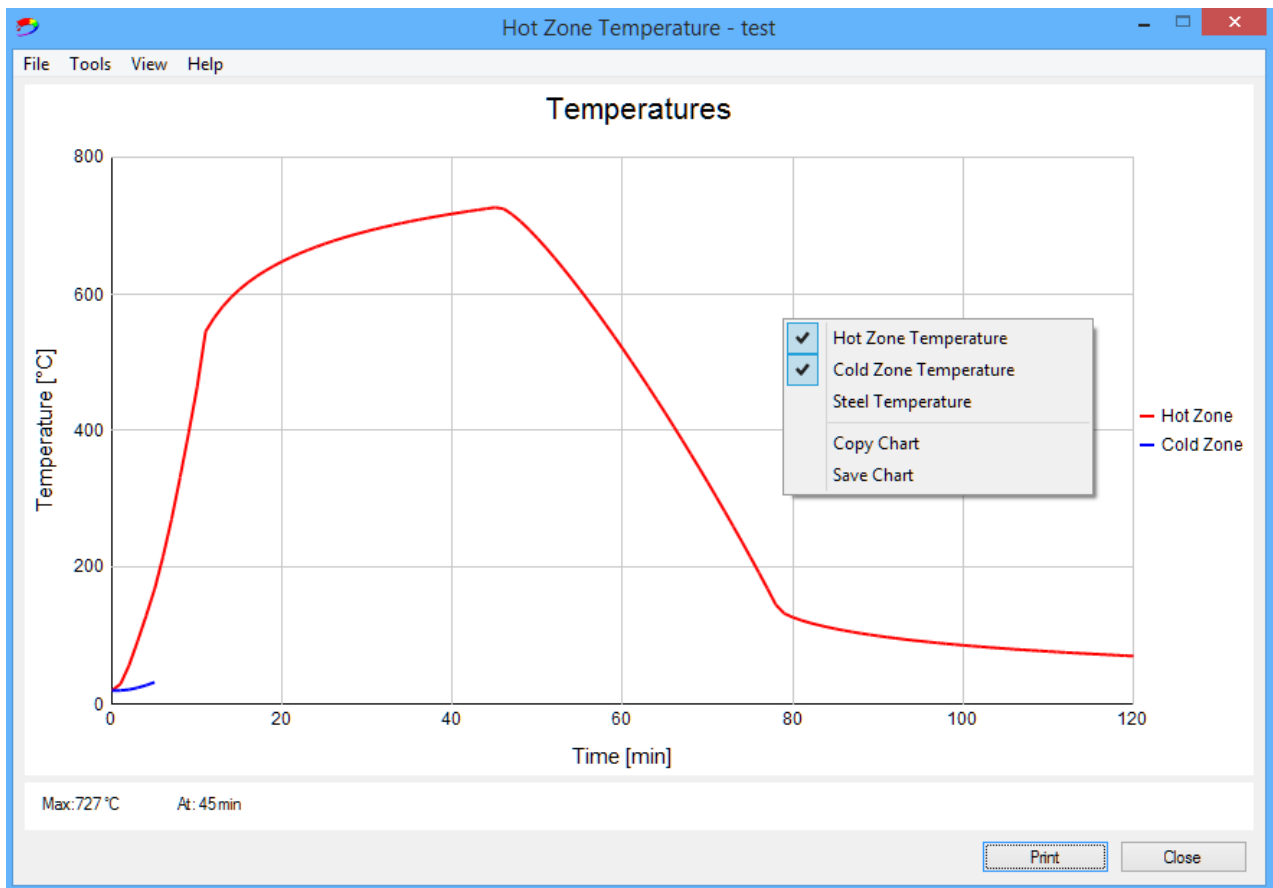 Hot Zone Temperature - test
File Tools View Help
Temperatures
800
600
400
200
0
Temperature [°C]
0 20 40 60 80 100 120
Time [min]
Hot Zone Temperature
Cold Zone Temperature
Steel Temperature
Copy Chart
Save Chart
Hot Zone
Cold Zone
Max:727 °C At: 45 min
Print Close